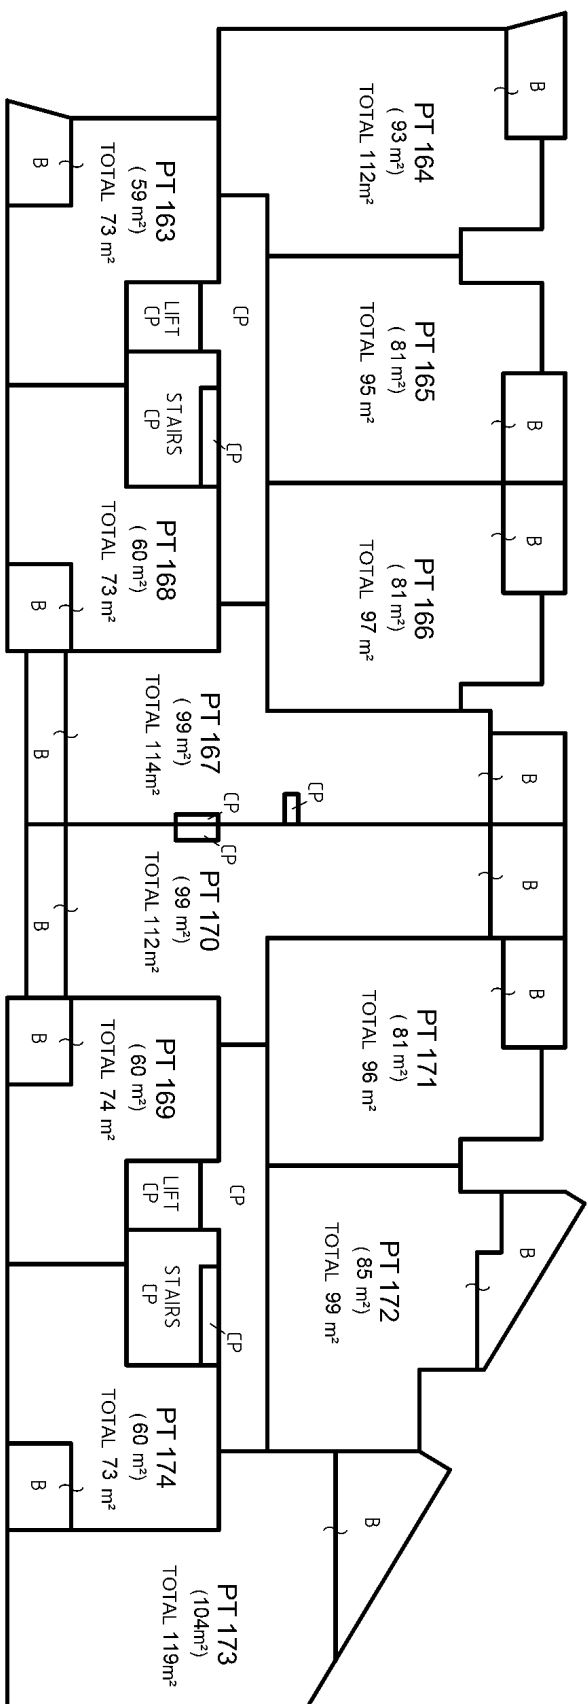 B
PT 164
( 93 m²)
TOTAL 112m²
B
PT 163
( 59 m²)
TOTAL 73 m²
LIFT
CP
CP
PT 165
( 81 m²)
TOTAL 95 m²
B
STAIRS
CP
CP
B
PT 166
( 81 m²)
TOTAL 97 m²
PT 168
( 60 m²)
TOTAL 73 m²
B
PT 167
( 99 m²)
TOTAL 114m²
B
B
CP
CP
CP
PT 170
( 99 m²)
TOTAL 112m²
B
B
B
PT 171
( 81 m²)
TOTAL 96 m²
PT 169
( 60 m²)
TOTAL 74 m²
B
LIFT
CP
CP
B
PT 172
( 85 m²)
TOTAL 99 m²
STAIRS
CP
CP
PT 174
( 60 m²)
TOTAL 73 m²
B
B
PT 173
(104m²)
TOTAL 119m²